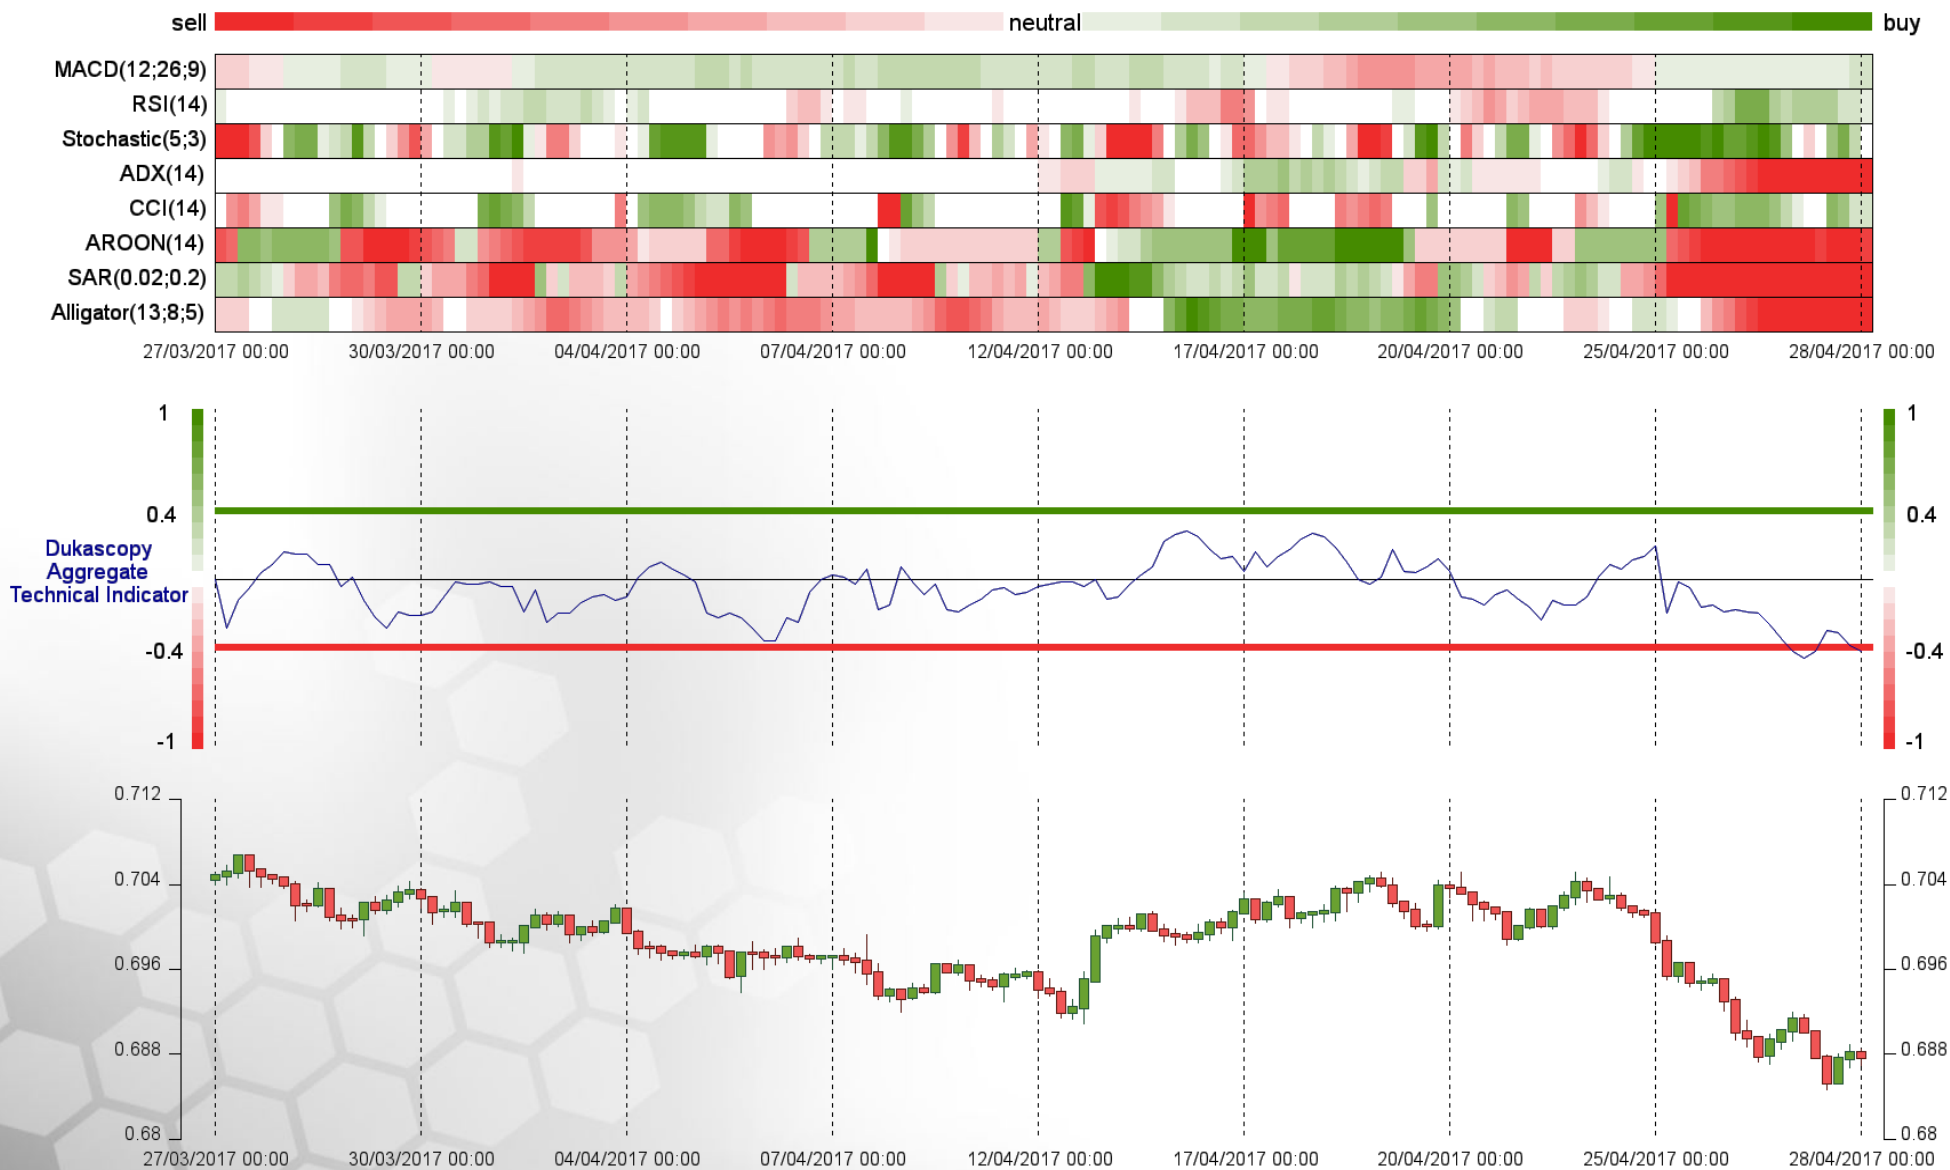 sell neutral buy
MACD(12;26;9)
RSI(14)
Stochastic(5;3)
ADX(14)
CCI(14)
AROON(14)
SAR(0.02;0.2)
Alligator(13;8;5)
27/03/2017 00:00 30/03/2017 00:00 04/04/2017 00:00 07/04/2017 00:00 12/04/2017 00:00 17/04/2017 00:00 20/04/2017 00:00 25/04/2017 00:00 28/04/2017 00:00
1 1
0.4 0.4
Dukascopy
Aggregate
Technical Indicator
-0.4 -0.4
-1 -1
0.712 0.712
0.704 0.704
0.696 0.696
0.688 0.688
0.68 0.68
27/03/2017 00:00 30/03/2017 00:00 04/04/2017 00:00 07/04/2017 00:00 12/04/2017 00:00 17/04/2017 00:00 20/04/2017 00:00 25/04/2017 00:00 28/04/2017 00:00